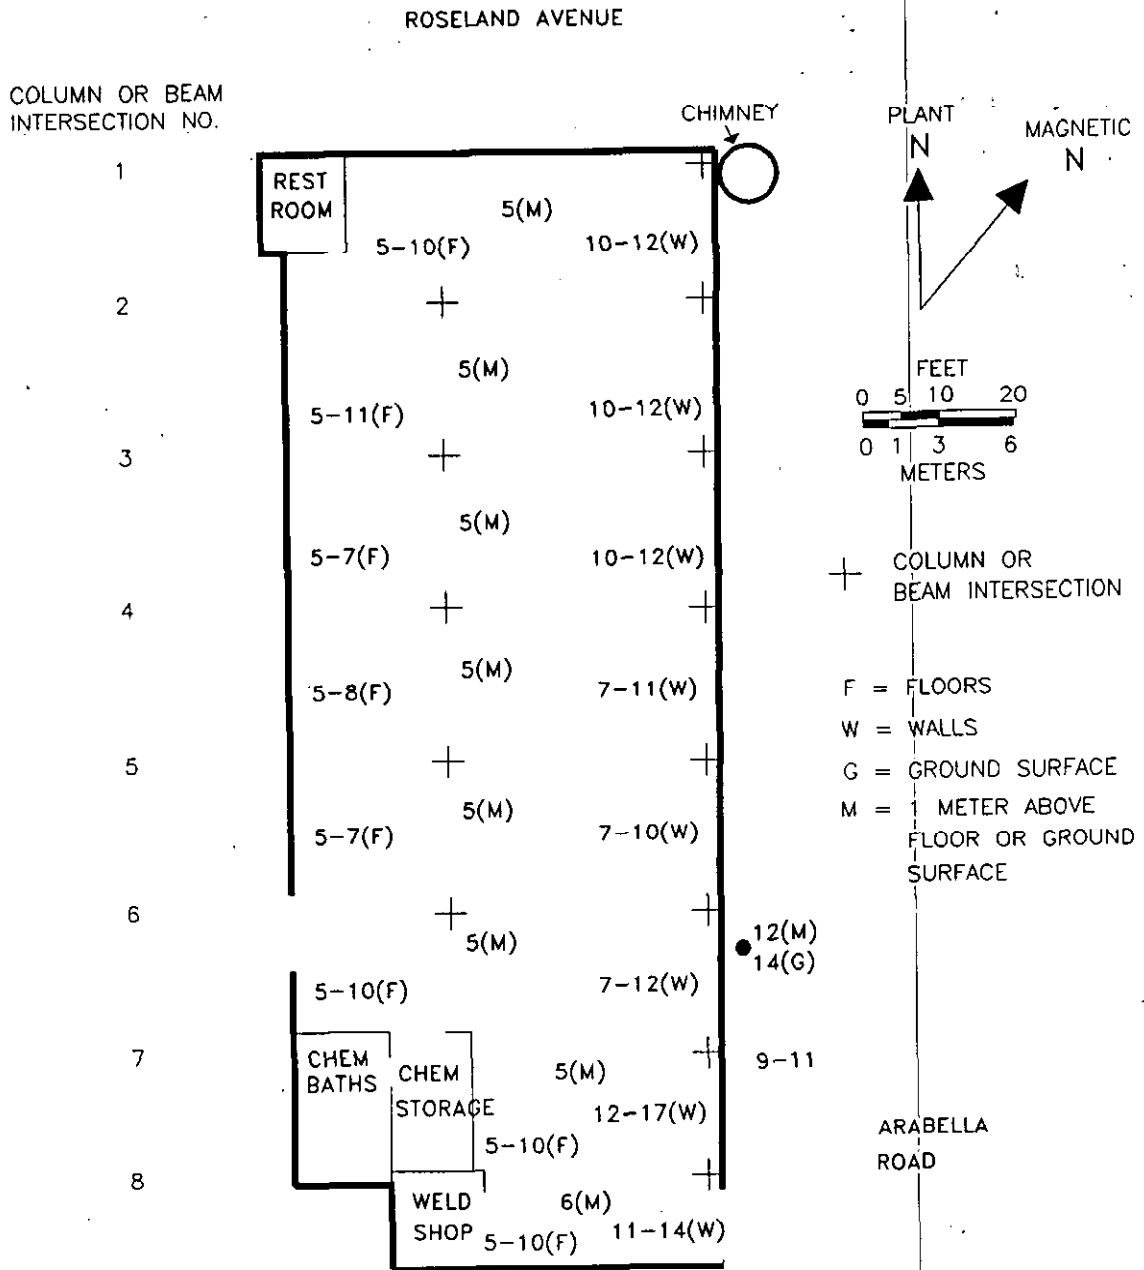 ROSELAND AVENUE
COLUMN OR BEAM
INTERSECTION NO.
CHIMNEY
PLANT
N
MAGNETIC
N
1
REST
ROOM
5(M)
5-10(F)
10-12(W)
2
5(M)
5-11(F)
10-12(W)
FEET
0 5 10 20
0 1 3 6
METERS
3
5(M)
5-7(F)
10-12(W)
COLUMN OR
BEAM INTERSECTION
4
5(M)
5-8(F)
7-11(W)
F = FLOORS
W = WALLS
G = GROUND SURFACE
M = 1 METER ABOVE
FLOOR OR GROUND
SURFACE
5
5(M)
5-7(F)
7-10(W)
6
5(M)
12(M)
14(G)
5-10(F)
7-12(W)
7
CHEM
BATHS
CHEM
STORAGE
5(M)
9-11
12-17(W)
5-10(F)
ARABELLA
ROAD
8
WELD
SHOP
6(M)
5-10(F)
11-14(W)